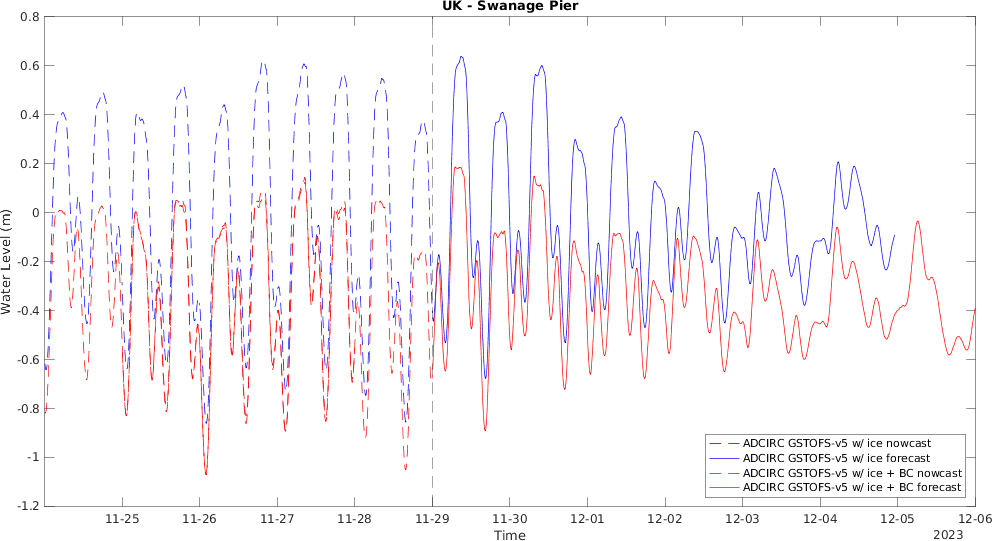 UK - Swanage Pier
0.8
0.6
0.4
0.2
0
-0.2
-0.4
-0.6
-0.8
-1
-1.2
Water Level (m)
ADCIRC GSTOFS-v5 w/ ice nowcast
ADCIRC GSTOFS-v5 w/ ice forecast
ADCIRC GSTOFS-v5 w/ ice + BC nowcast
ADCIRC GSTOFS-v5 w/ ice + BC forecast
11-25 11-26 11-27 11-28 11-29 11-30 12-01 12-02 12-03 12-04 12-05 12-06
Time
2023